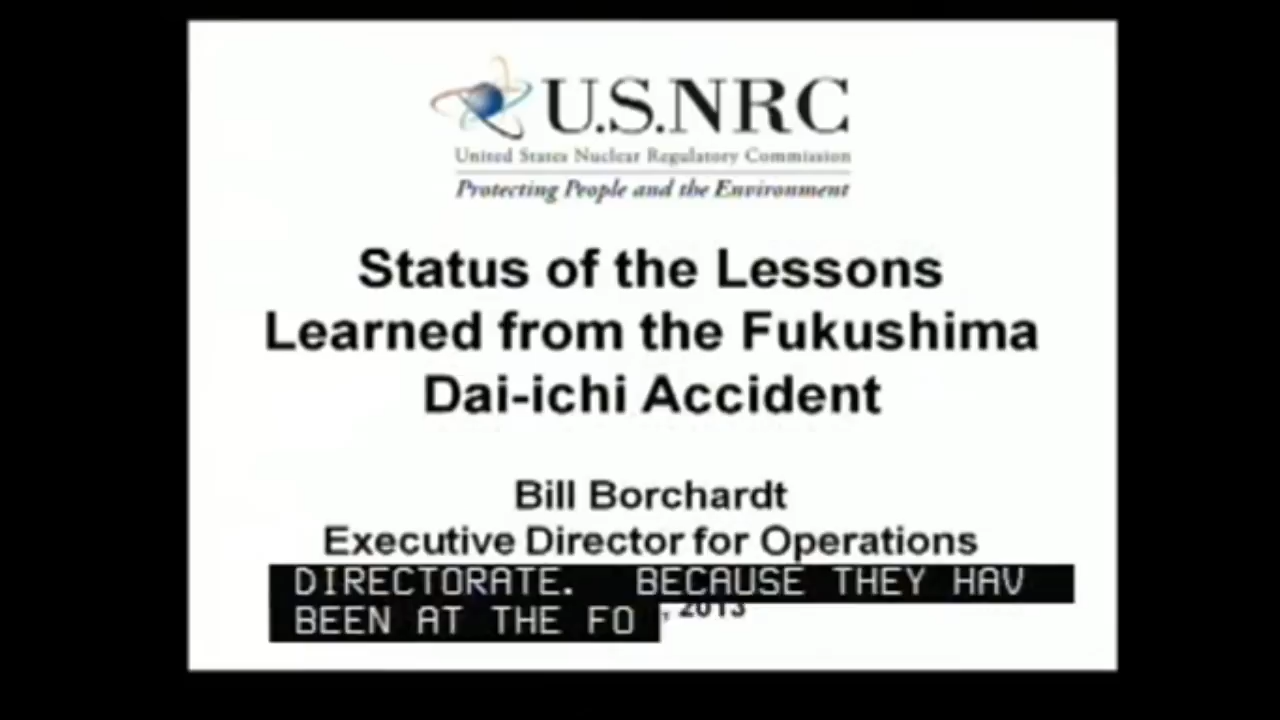 U.S.NRC
United States Nuclear Regulatory Commission
Protecting People and the Environment
Status of the Lessons
Learned from the Fukushima
Dai-ichi Accident
Bill Borchardt
Executive Director for Operations
DIRECTORATE. BECAUSE THEY HAV
BEEN AT THE FO
, 2013